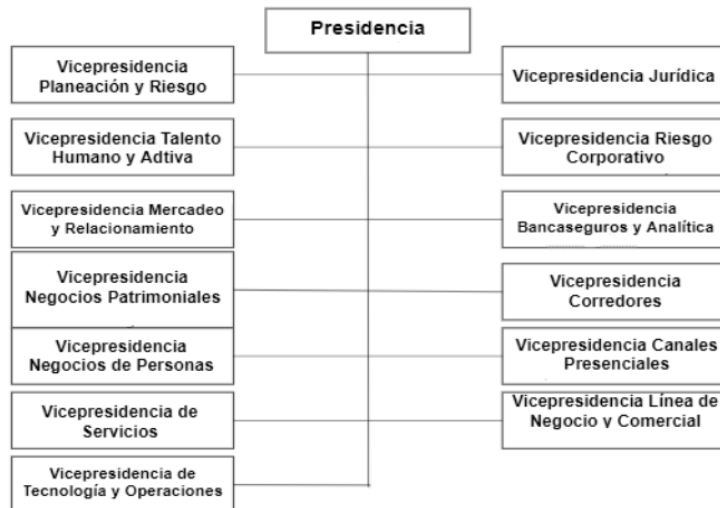 Presidencia
Vicepresidencia
Planeación y Riesgo
Vicepresidencia Jurídica
Vicepresidencia Talento
Humano y Adtiva
Vicepresidencia Riesgo
Corporativo
Vicepresidencia Mercadeo
y Relacionamiento
Vicepresidencia
Bancaseguros y Analítica
Vicepresidencia
Negocios Patrimoniales
Vicepresidencia
Corredores
Vicepresidencia
Negocios de Personas
Vicepresidencia Canales
Presenciales
Vicepresidencia de
Servicios
Vicepresidencia Línea de
Negocio y Comercial
Vicepresidencia de
Tecnología y Operaciones